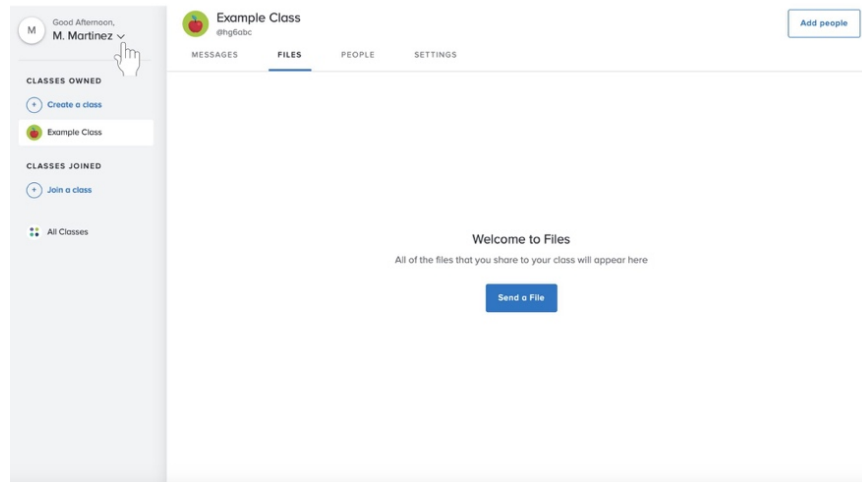 M
Good Afternoon,
M. Martinez
CLASSES OWNED
+ Create a class
Example Class
CLASSES JOINED
+ Join a class
All Classes
Example Class
@hg6abc
Add people
MESSAGES FILES PEOPLE SETTINGS
Welcome to Files
All of the files that you share to your class will appear here
Send a File